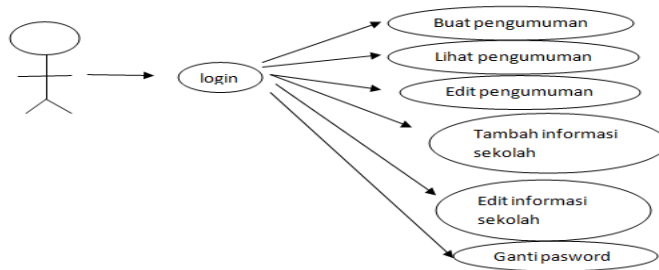 Buat pengumuman
Lihat pengumuman
login
Edit pengumuman
Tambah informasi
sekolah
Edit informasi
sekolah
Ganti pasword